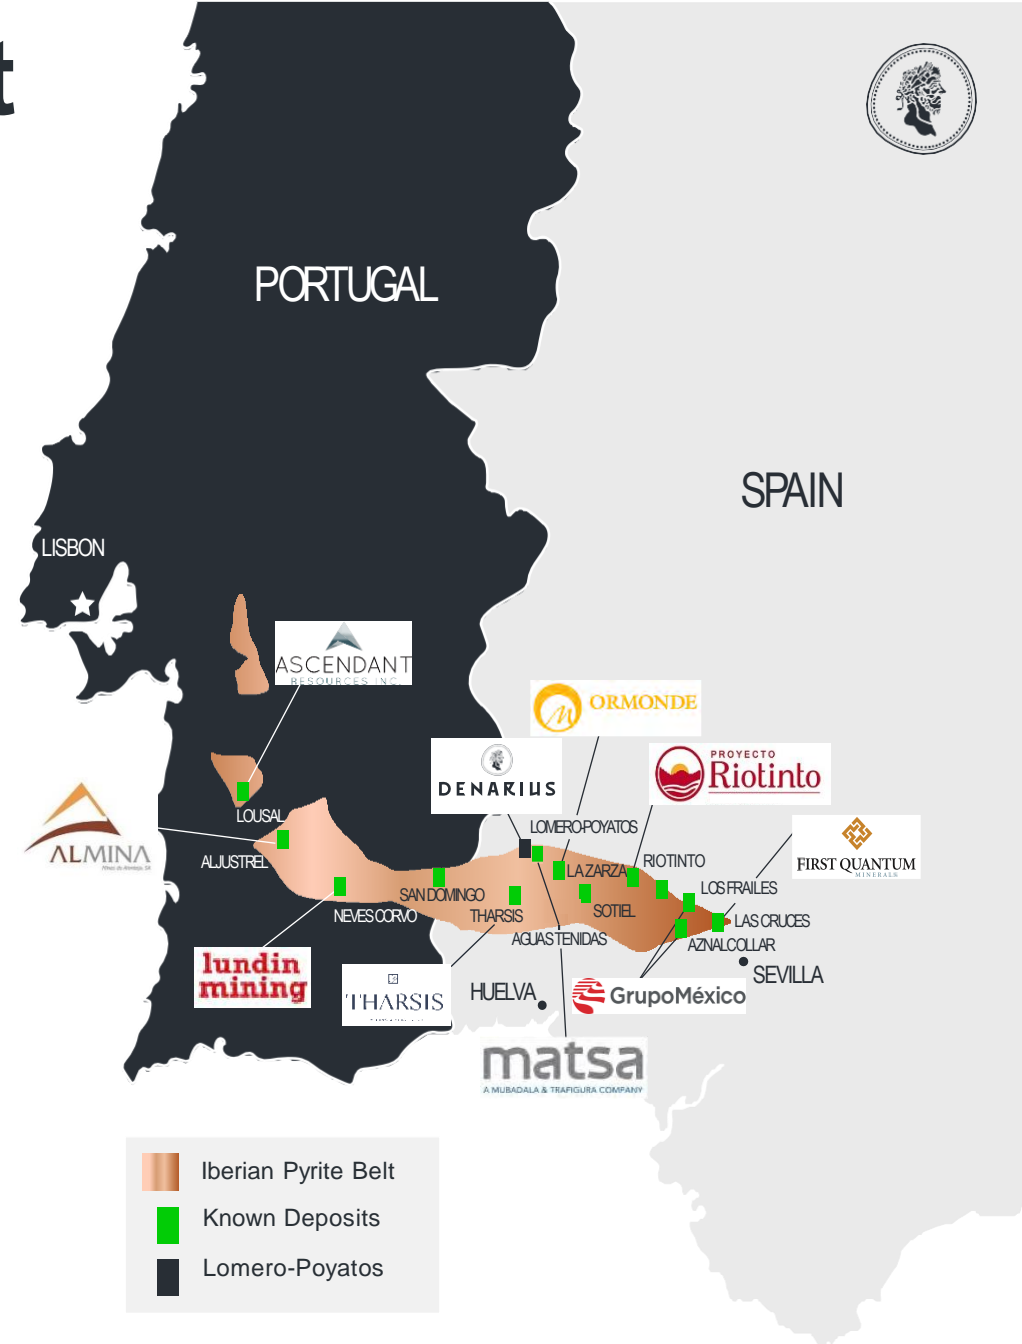 t
PORTUGAL
SPAIN
LISBON
ASCENDANT
RESOURCES INC.
ORMONDE
DENARIUS
PROYECTO
Riotinto
ALMINA
LOUSAL
LOMERO-POYATOS
FIRST QUANTUM
MINERALS
ALJUSTREL
LA ZARZA
RIOTINTO
SAN DOMINGO
LOS FRAILES
NEVES CORVO
THARSIS
SOTIEL
LAS CRUCES
AGUAS TENIDAS
AZNALCOLLAR
lundin
mining
THARSIS
HUELVA
GrupoMéxico
SEVILLA
matsa
A MUBADALA & TRAFIGURA COMPANY
Iberian Pyrite Belt
Known Deposits
Lomero-Poyatos